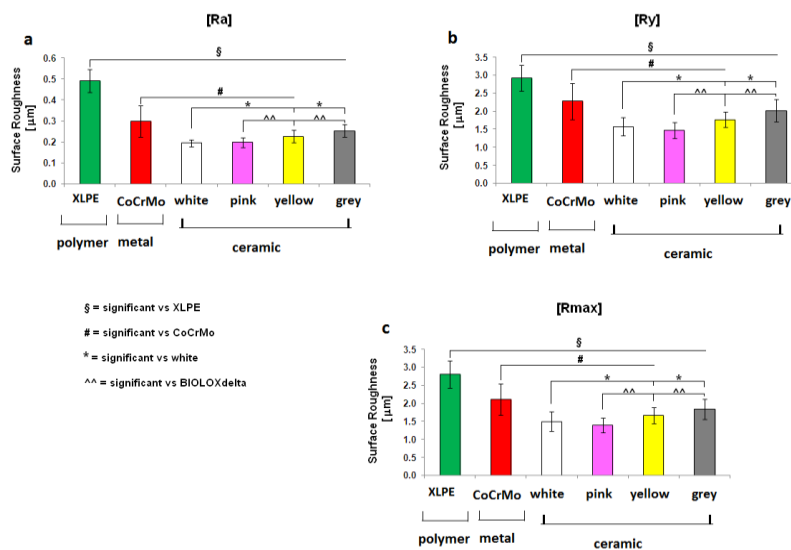 [Ra]
a
§
#
* *
^^ ^^
Surface Roughness
[µm]
0.6
0.5
0.4
0.3
0.2
0.1
0.0
XLPE CoCrMo white pink yellow grey
polymer metal ceramic
[Ry]
b
§
#
* *
^^ ^^
Surface Roughness
[µm]
3.5
3.0
2.5
2.0
1.5
1.0
0.5
0.0
XLPE CoCrMo white pink yellow grey
polymer metal ceramic
§ = significant vs XLPE
# = significant vs CoCrMo
* = significant vs white
^^ = significant vs BIOLOXdelta
[Rmax]
c
§
#
* *
^^ ^^
Surface Roughness
[µm]
3.5
3.0
2.5
2.0
1.5
1.0
0.5
0.0
XLPE CoCrMo white pink yellow grey
polymer metal ceramic